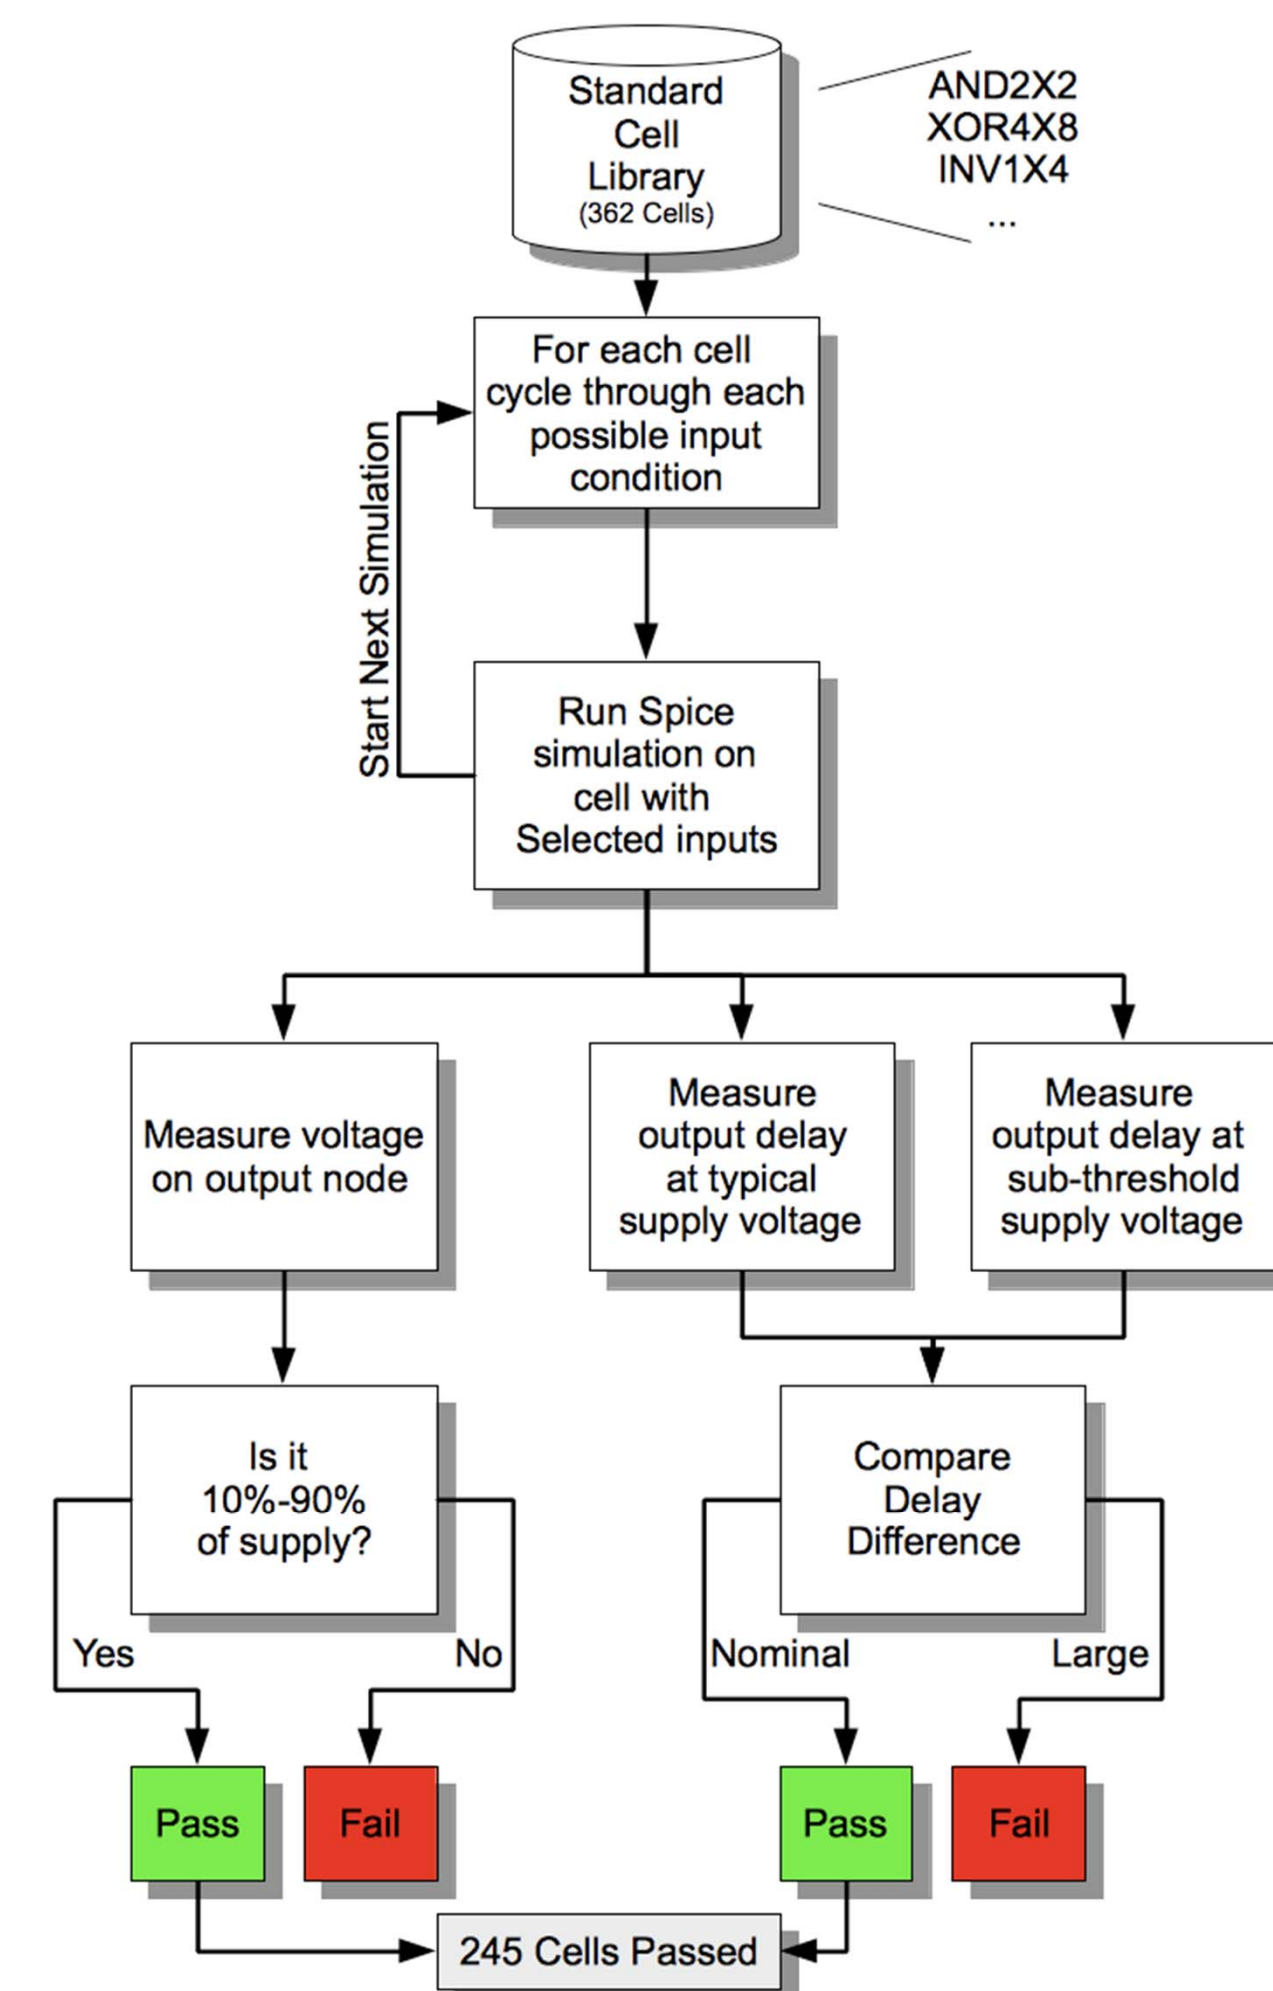 Standard
Cell
Library
(362 Cells)
AND2X2
XOR4X8
INV1X4
...
For each cell
cycle through each
possible input
condition
Start Next Simulation
Run Spice
simulation on
cell with
Selected inputs
Measure voltage
on output node
Measure
output delay
at typical
supply voltage
Measure
output delay at
sub-threshold
supply voltage
Is it
10%-90%
of supply?
Compare
Delay
Difference
Yes
No
Nominal
Large
Pass
Fail
Pass
Fail
245 Cells Passed